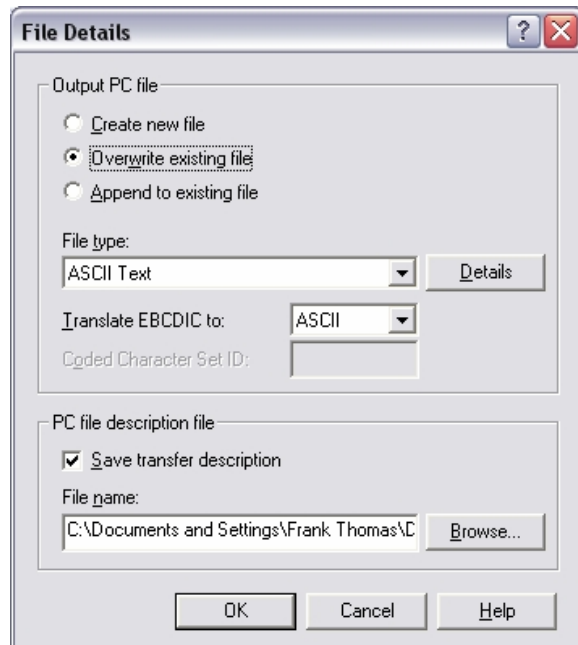 File Details
Output PC file
Create new file
Overwrite existing file
Append to existing file
File type:
ASCII Text
Details
Translate EBCDIC to:
ASCII
Coded Character Set ID:
PC file description file
Save transfer description
File name:
C:\Documents and Settings\Frank Thomas\D
Browse...
OK
Cancel
Help